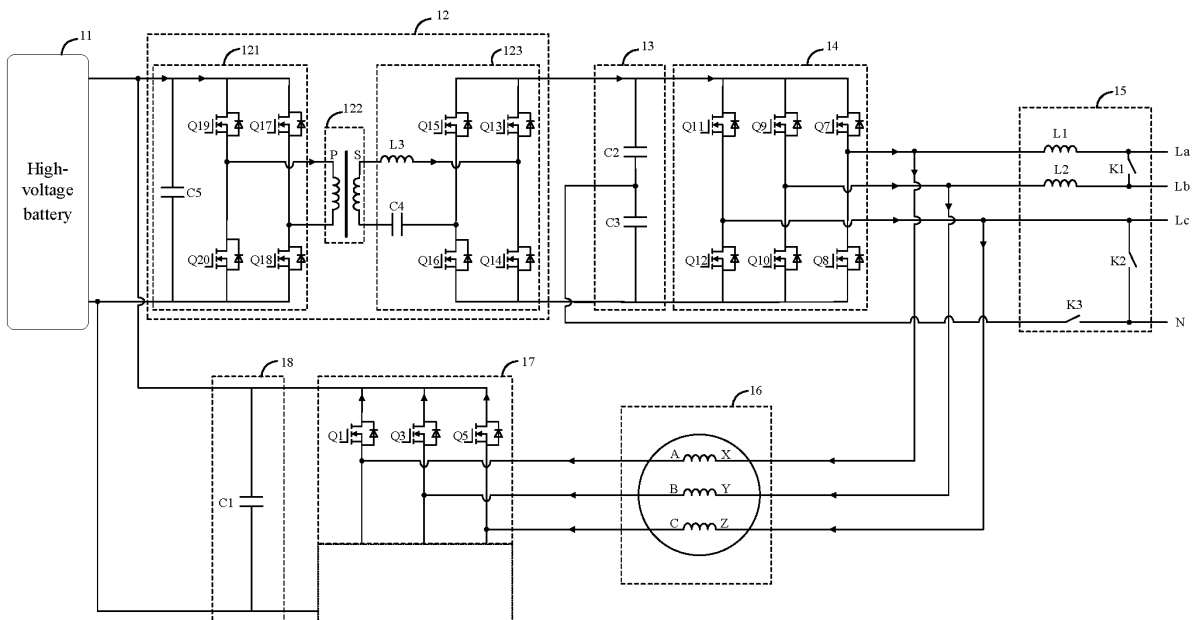 11
12
121
122
123
13
14
15
High-
voltage
battery
C5
Q19
Q17
Q20
Q18
P
S
L3
C4
Q15
Q13
Q16
Q14
C2
C3
Q11
Q9
Q7
Q12
Q10
Q8
L1
L2
K1
K2
K3
La
Lb
Lc
N
18
17
16
C1
Q1
Q3
Q5
A
X
B
Y
C
Z